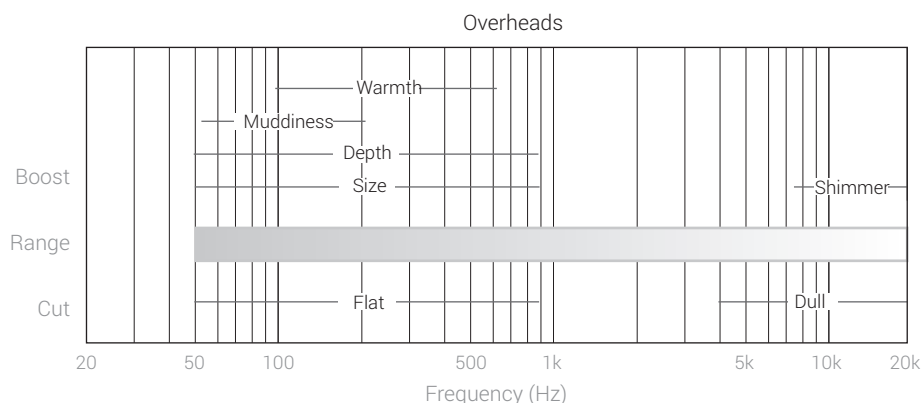 Overheads
Warmth
Muddiness
Depth
Boost
Size
Shimmer
Range
Cut
Flat
Dull
20 50 100 500 1k 5k 10k 20k
Frequency (Hz)